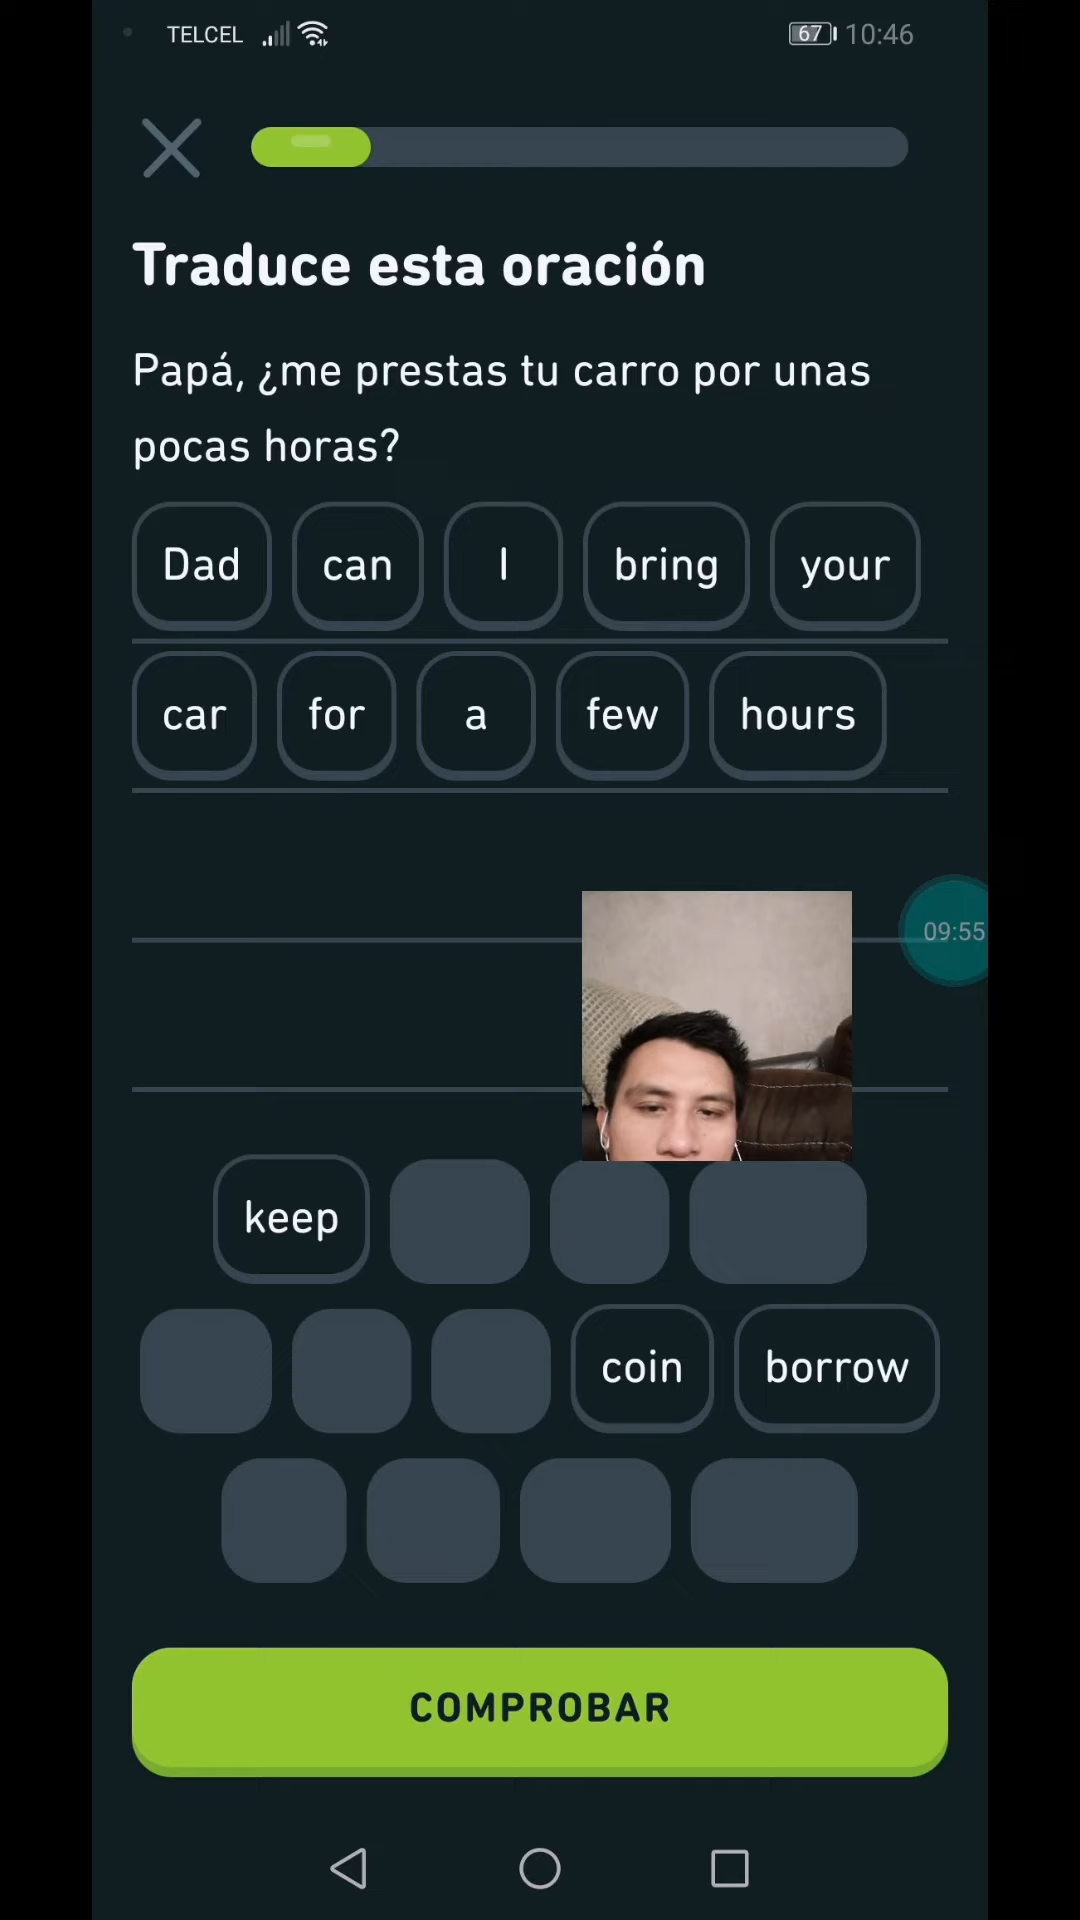 TELCEL 67 10:46
Traduce esta oración
Papá, ¿me prestas tu carro por unas
pocas horas?
Dad can I bring your
car for a few hours
09:55
keep
coin borrow
COMPROBAR